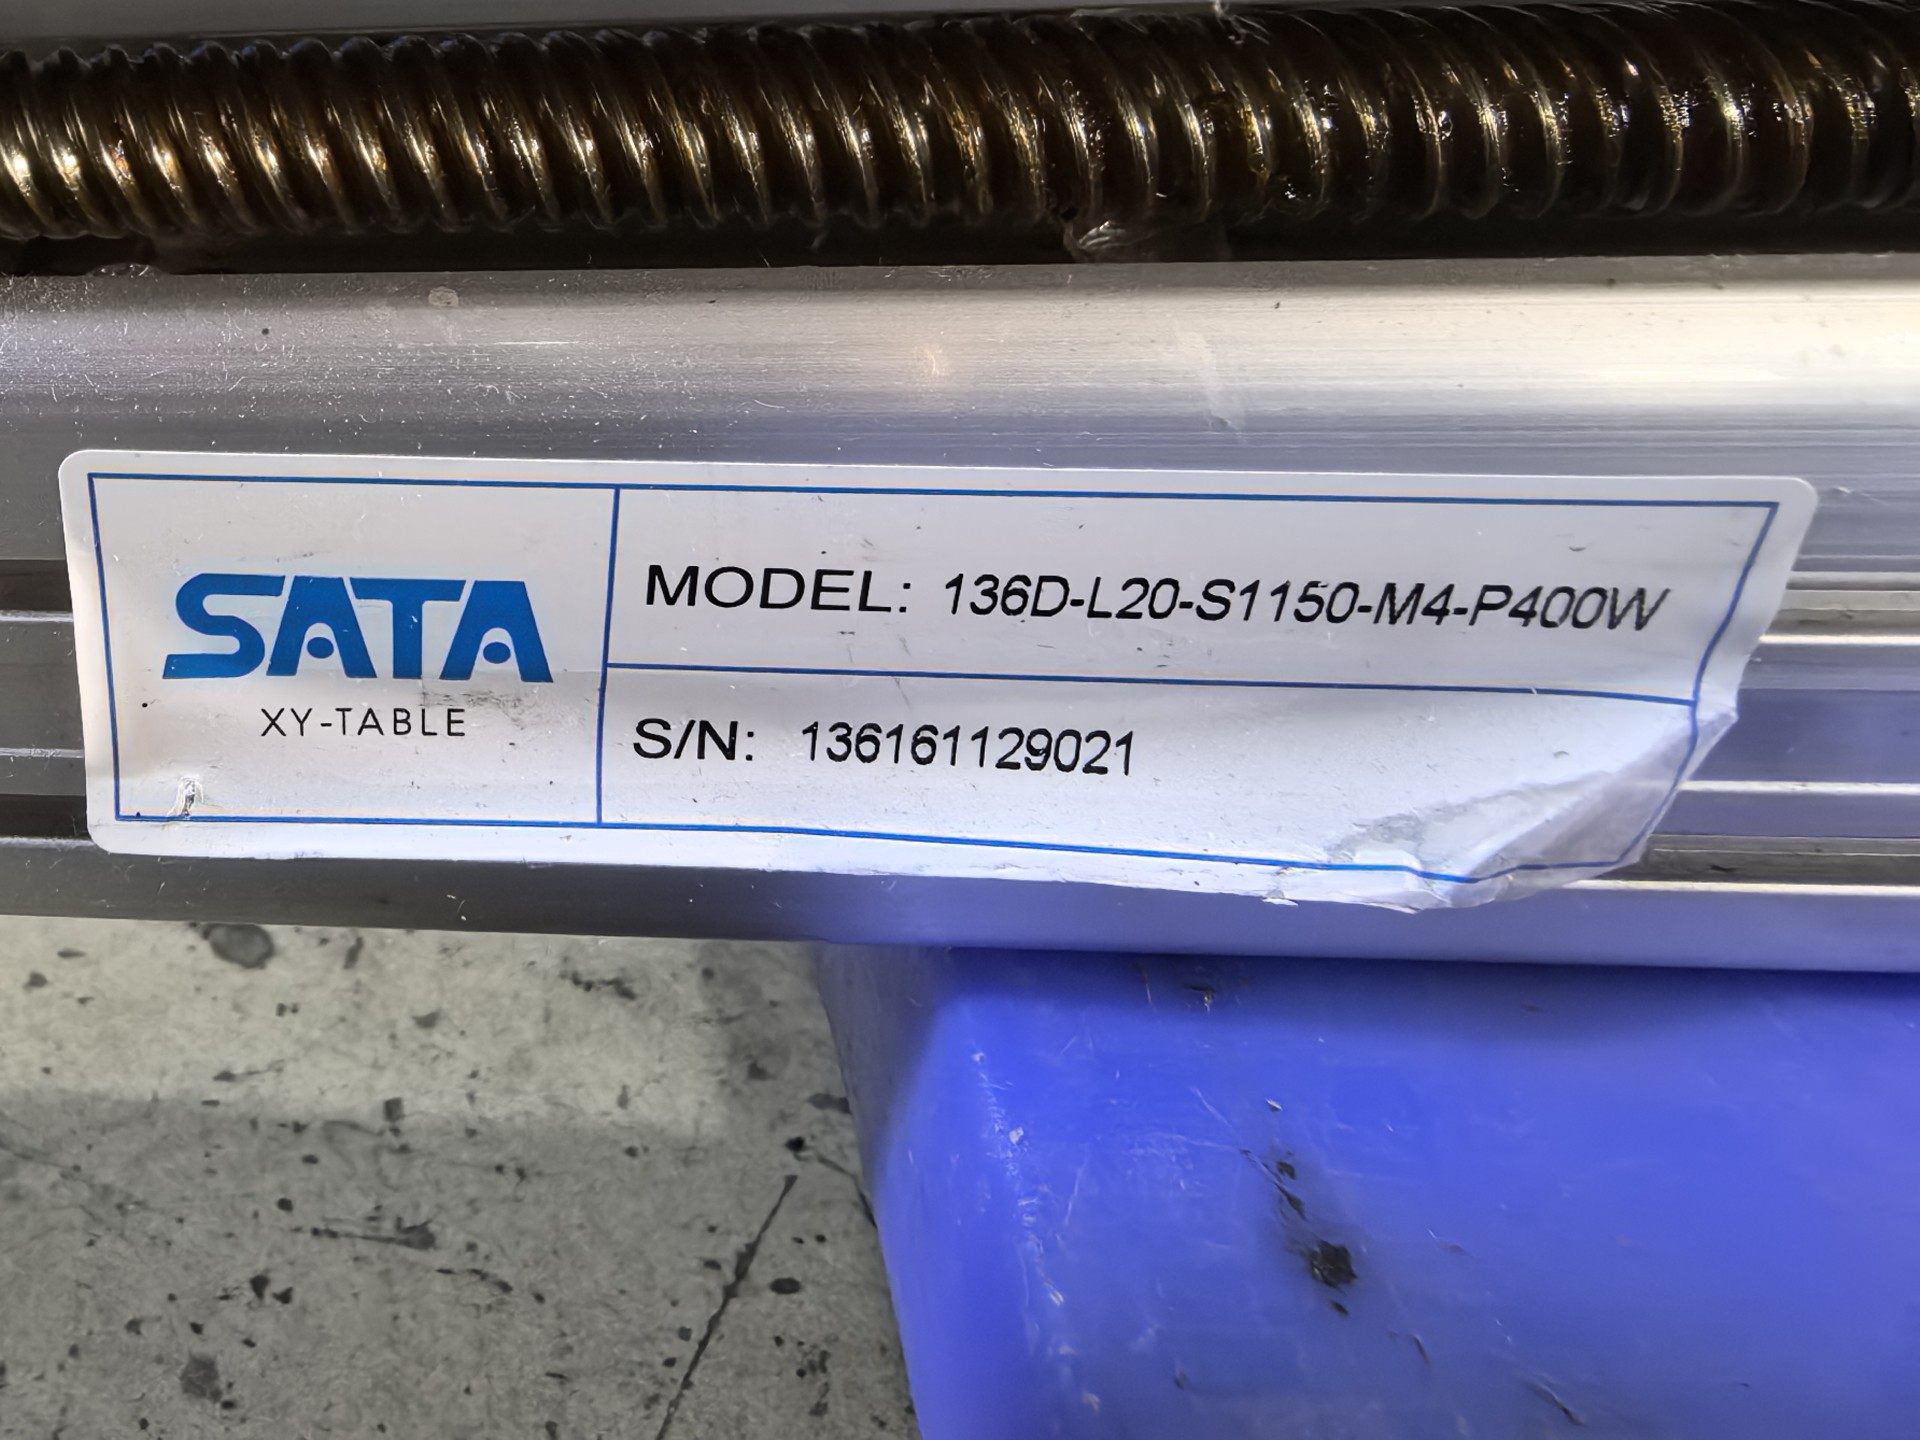 SATA
XY-TABLE
MODEL: 136D-L20-S1150-M4-P400W
S/N: 136161129021